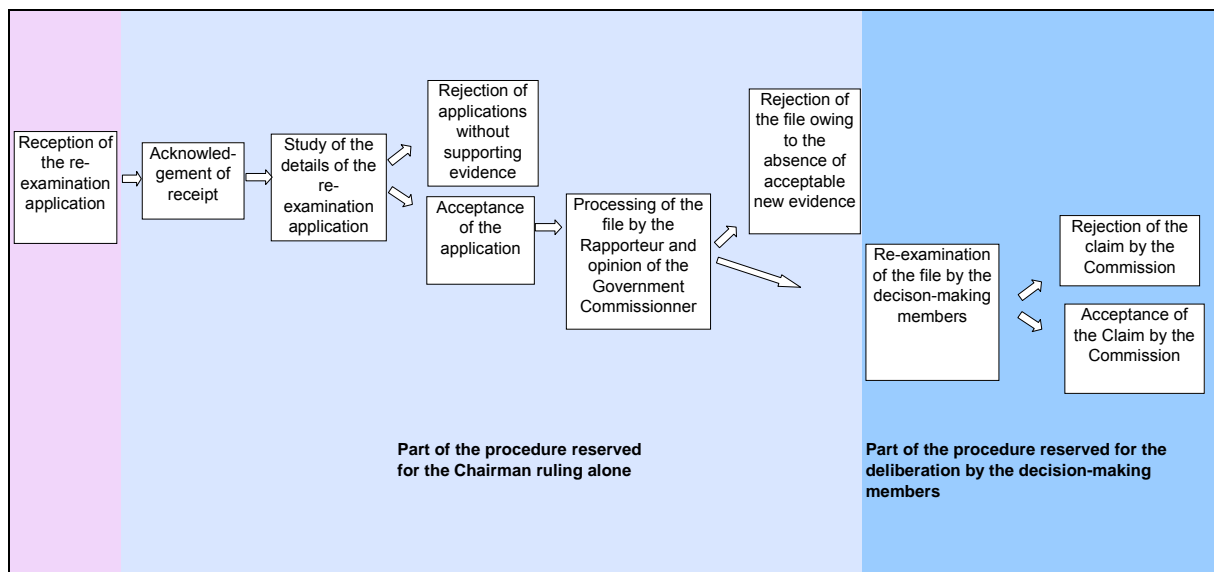 Reception of
the re-
examination
application
Acknowled-
gement of
receipt
Study of the
details of the
re-
examination
application
Rejection of
applications
without
supporting
evidence
Acceptance
of the
application
Processing of the
file by the
Rapporteur and
opinion of the
Government
Commissionner
Rejection of
the file owing
to the
absence of
acceptable
new evidence
Re-examination
of the file by the
decison-making
members
Rejection of the
claim by the
Commission
Acceptance of
the Claim by the
Commission
Part of the procedure reserved
for the Chairman ruling alone
Part of the procedure reserved for the
deliberation by the decision-making
members